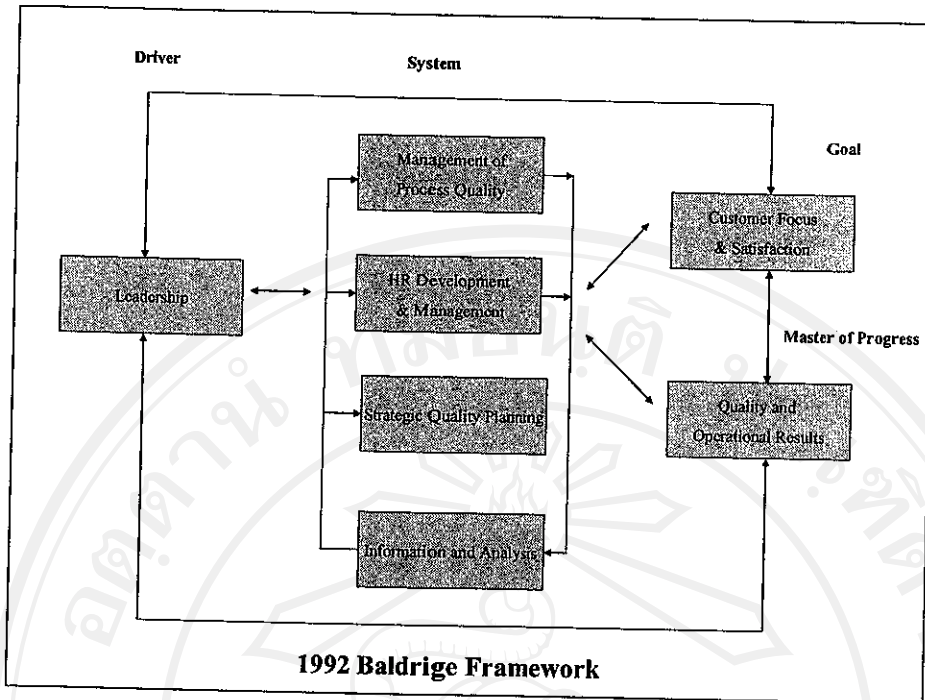 Driver
System
Goal
Management of
Process Quality
Customer Focus
& Satisfaction
Leadership
HR Development
& Management
Master of Progress
Strategic Quality Planning
Quality and
Operational Results
Information and Analysis
1992 Baldrige Framework